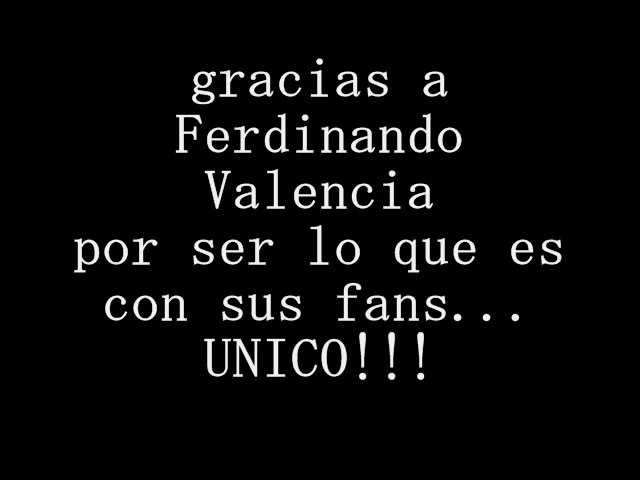 gracias a
Ferdinando
Valencia
por ser lo que es
con sus fans...
UNICO!!!